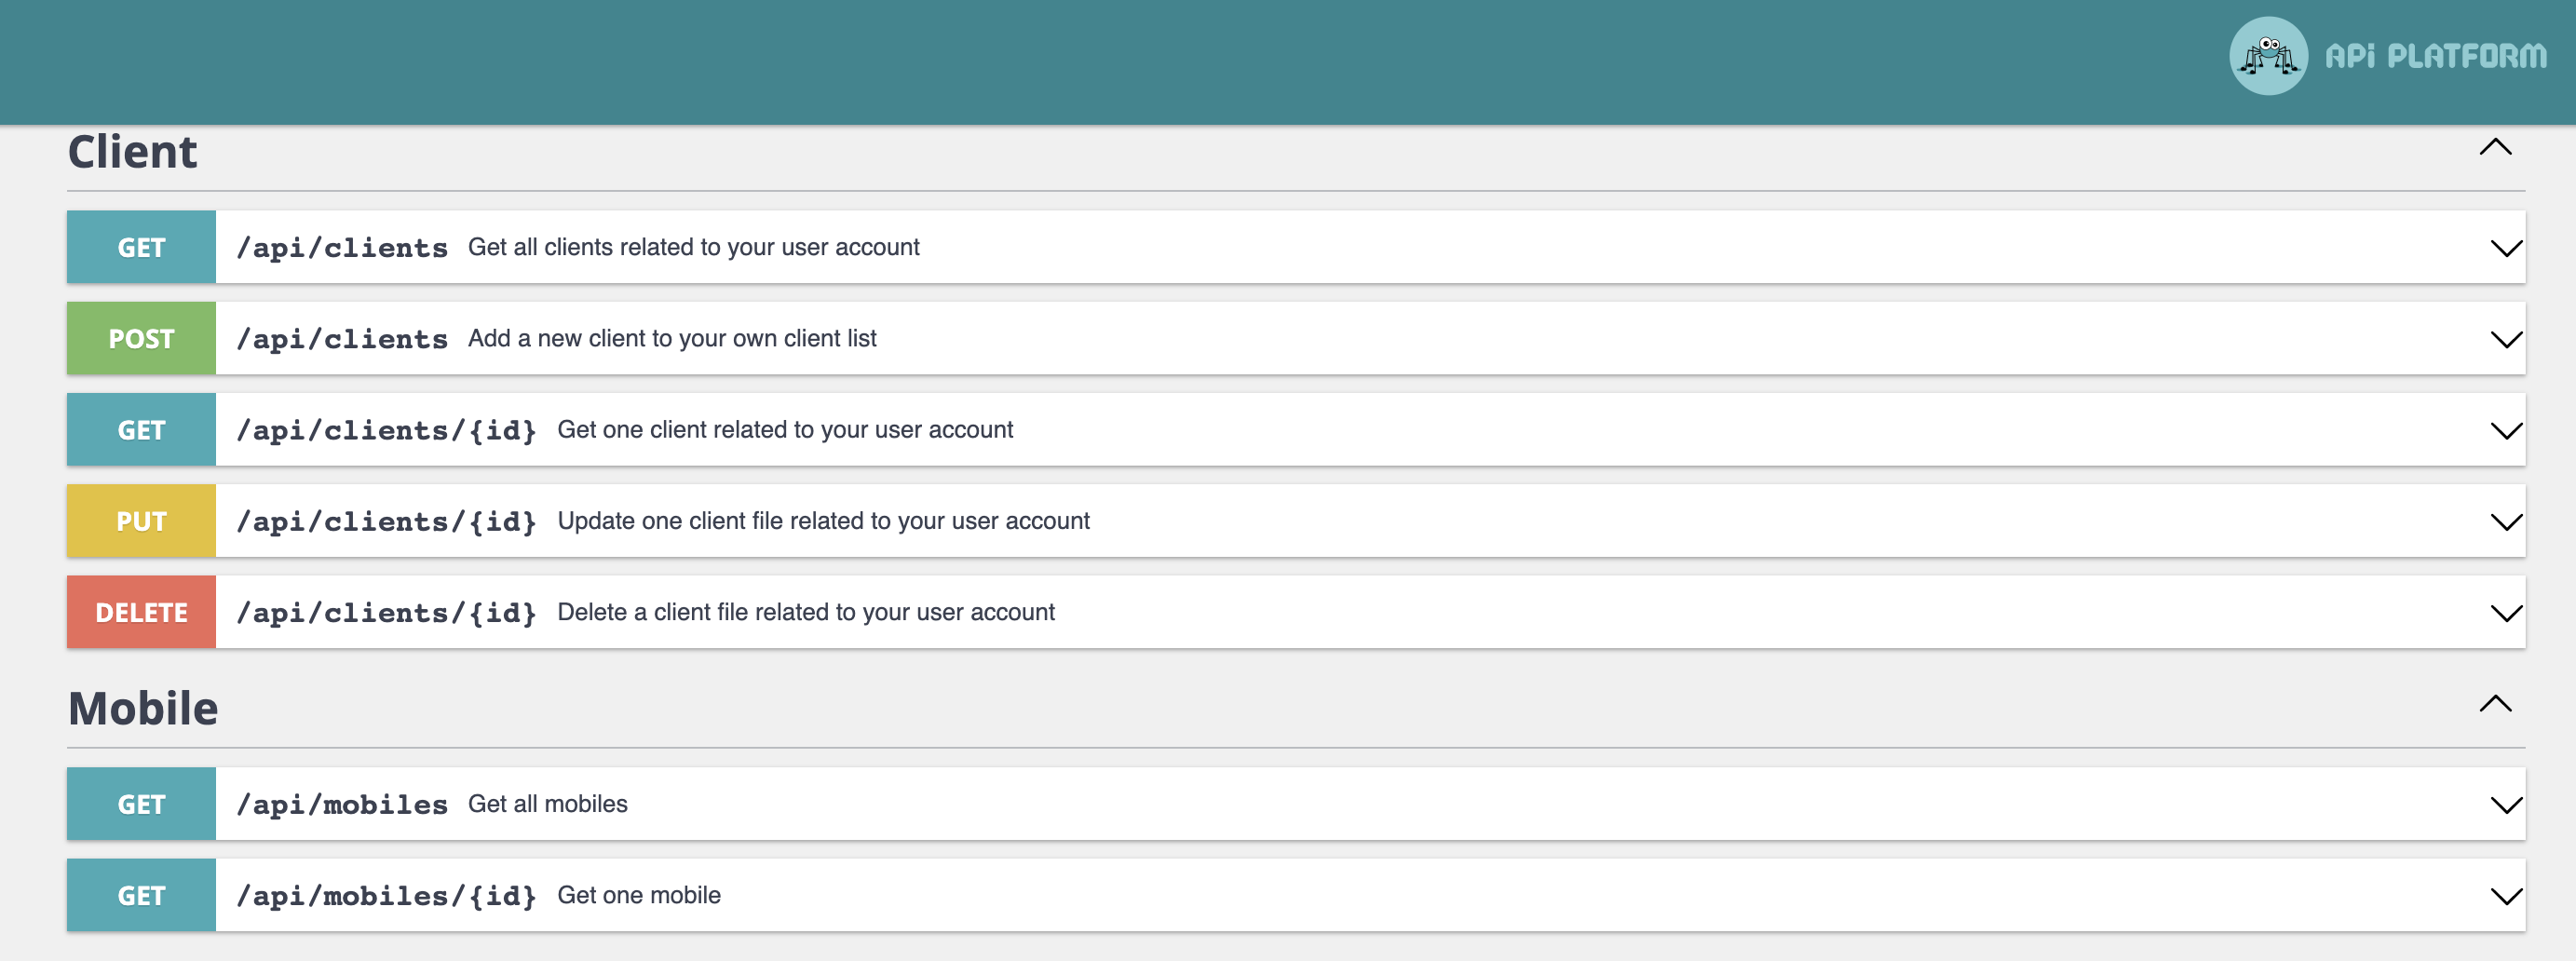 APi PLATFORM
Client
GET /api/clients Get all clients related to your user account
POST /api/clients Add a new client to your own client list
GET /api/clients/{id} Get one client related to your user account
PUT /api/clients/{id} Update one client file related to your user account
DELETE /api/clients/{id} Delete a client file related to your user account
Mobile
GET /api/mobiles Get all mobiles
GET /api/mobiles/{id} Get one mobile